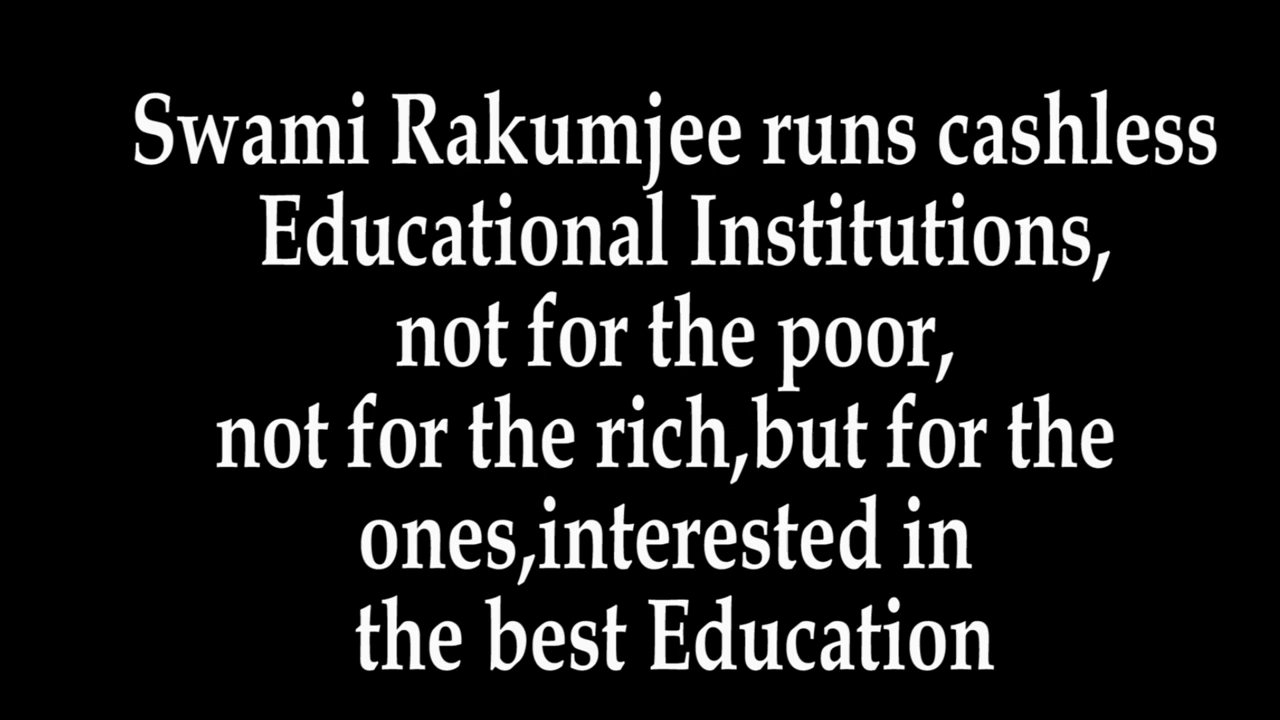 Swami Rakumjee runs cashless
Educational Institutions,
not for the poor,
not for the rich,but for the
ones,interested in
the best Education